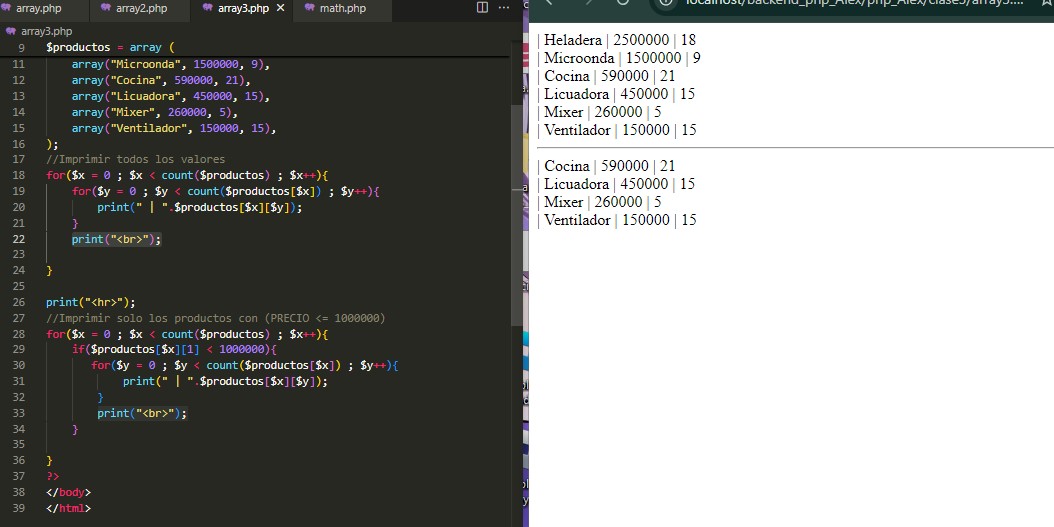 array.php array2.php array3.php × math.php ···
array3.php
9 $productos = array (
11 array("Microonda", 1500000, 9),
12 array("Cocina", 590000, 21),
13 array("Licuadora", 450000, 15),
14 array("Mixer", 260000, 5),
15 array("Ventilador", 150000, 15),
16 );
17 //Imprimir todos los valores
18 for($x = 0 ; $x < count($productos) ; $x++){
19 for($y = 0 ; $y < count($productos[$x]) ; $y++){
20 print(" | ".$productos[$x][$y]);
21 }
22 print("<br>");
23
24 }
25
26 print("<hr>");
27 //Imprimir solo los productos con (PRECIO <= 1000000)
28 for($x = 0 ; $x < count($productos) ; $x++){
29 if($productos[$x][1] < 1000000){
30 for($y = 0 ; $y < count($productos[$x]) ; $y++){
31 print(" | ".$productos[$x][$y]);
32 }
33 print("<br>");
34 }
35
36 }
37 ?>
38 </body>
39 </html>
localhost/backend_php_Alex/php_Alex/clase5/array3....
| Heladera | 2500000 | 18
| Microonda | 1500000 | 9
| Cocina | 590000 | 21
| Licuadora | 450000 | 15
| Mixer | 260000 | 5
| Ventilador | 150000 | 15
| Cocina | 590000 | 21
| Licuadora | 450000 | 15
| Mixer | 260000 | 5
| Ventilador | 150000 | 15